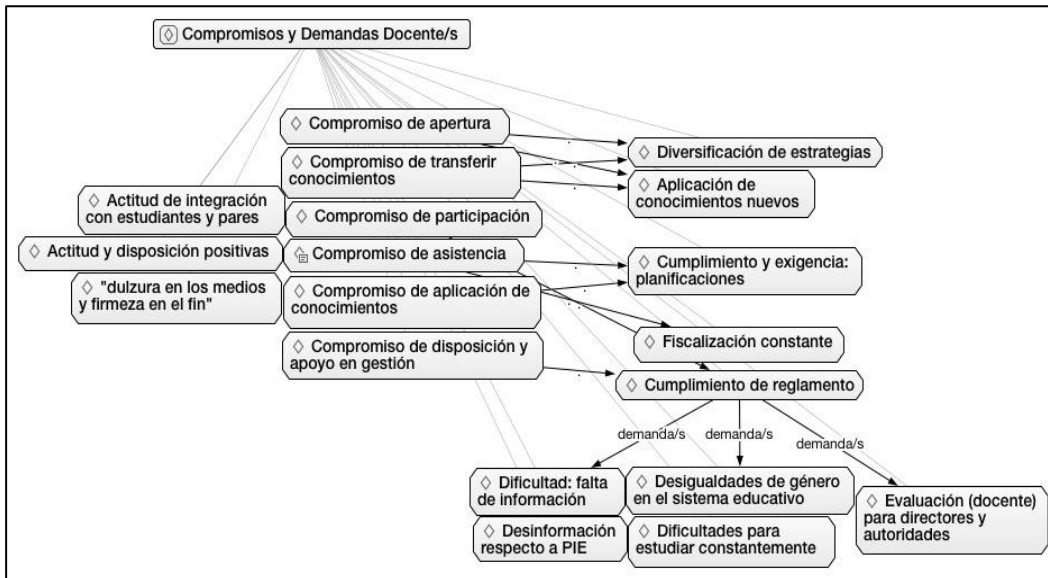 Compromisos y Demandas Docente/s
Compromiso de apertura
Compromiso de transferir
conocimientos
Compromiso de participación
Compromiso de asistencia
Compromiso de aplicación de
conocimientos
Compromiso de disposición y
apoyo en gestión
Actitud de integración
con estudiantes y pares
Actitud y disposición positivas
"dulzura en los medios
y firmeza en el fin"
Diversificación de estrategias
Aplicación de
conocimientos nuevos
Cumplimiento y exigencia:
planificaciones
Fiscalización constante
Cumplimiento de reglamento
demanda/s
demanda/s
demanda/s
Dificultad: falta
de información
Desigualdades de género
en el sistema educativo
Evaluación (docente)
para directores y
autoridades
Desinformación
respecto a PIE
Dificultades para
estudiar constantemente